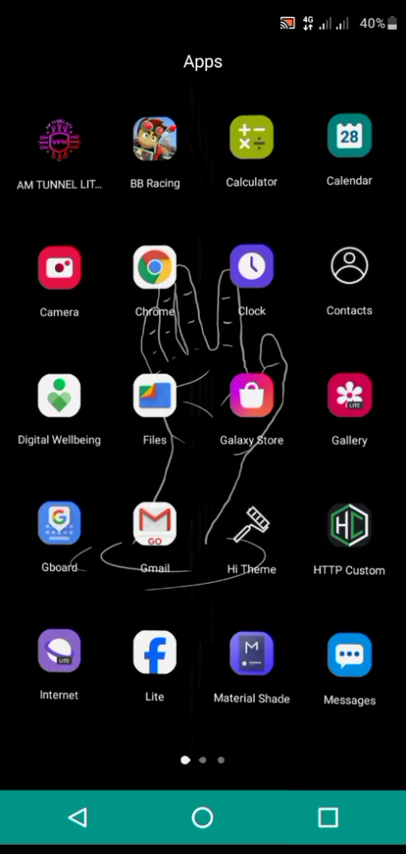 4G 40%
Apps
VPN
AM TUNNEL LIT... BB Racing Calculator Calendar
28
Camera Chrome Clock Contacts
LITE
Digital Wellbeing Files Galaxy Store Gallery
G HC
GO
Gboard Gmail Hi Theme HTTP Custom
LITE M
Internet Lite Material Shade Messages